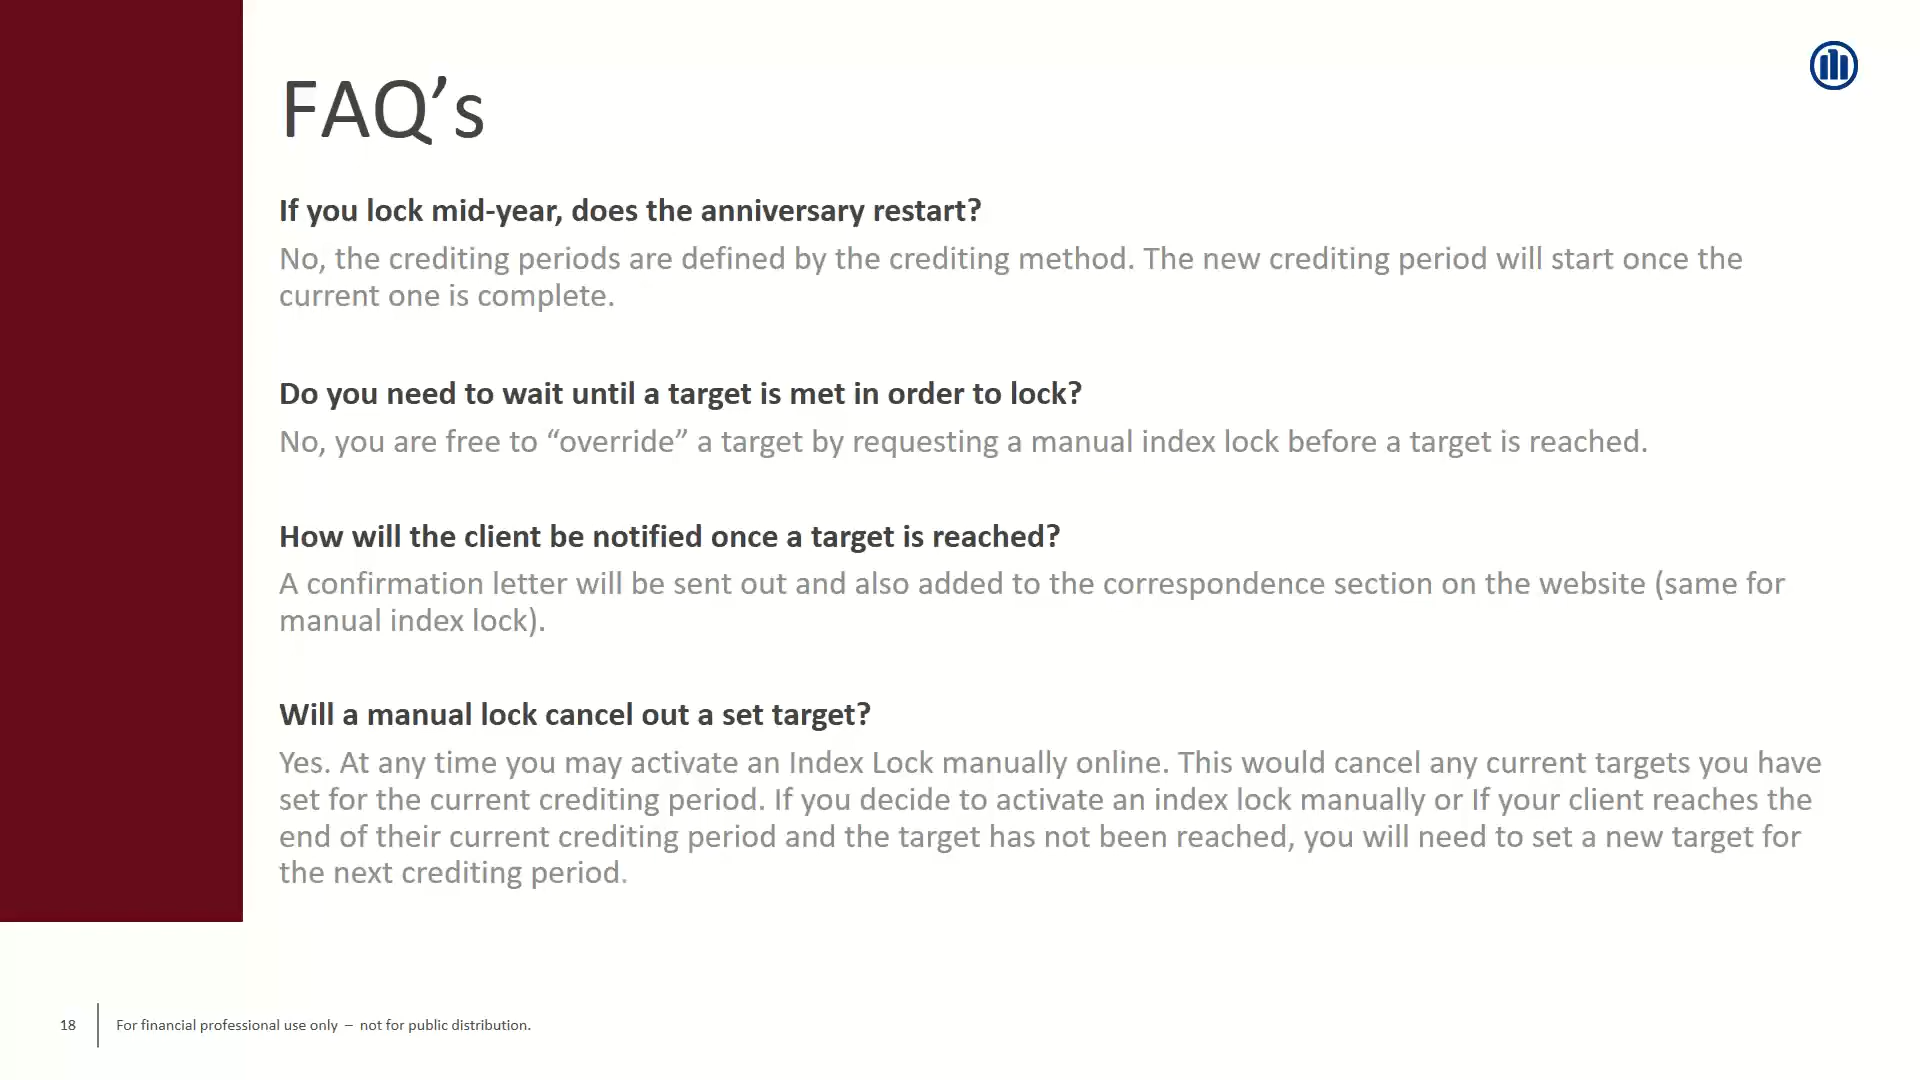 FAQ’s
If you lock mid-year, does the anniversary restart?
No, the crediting periods are defined by the crediting method. The new crediting period will start once the
current one is complete.
Do you need to wait until a target is met in order to lock?
No, you are free to “override” a target by requesting a manual index lock before a target is reached.
How will the client be notified once a target is reached?
A confirmation letter will be sent out and also added to the correspondence section on the website (same for
manual index lock).
Will a manual lock cancel out a set target?
Yes. At any time you may activate an Index Lock manually online. This would cancel any current targets you have
set for the current crediting period. If you decide to activate an index lock manually or If your client reaches the
end of their current crediting period and the target has not been reached, you will need to set a new target for
the next crediting period.
18
For financial professional use only – not for public distribution.